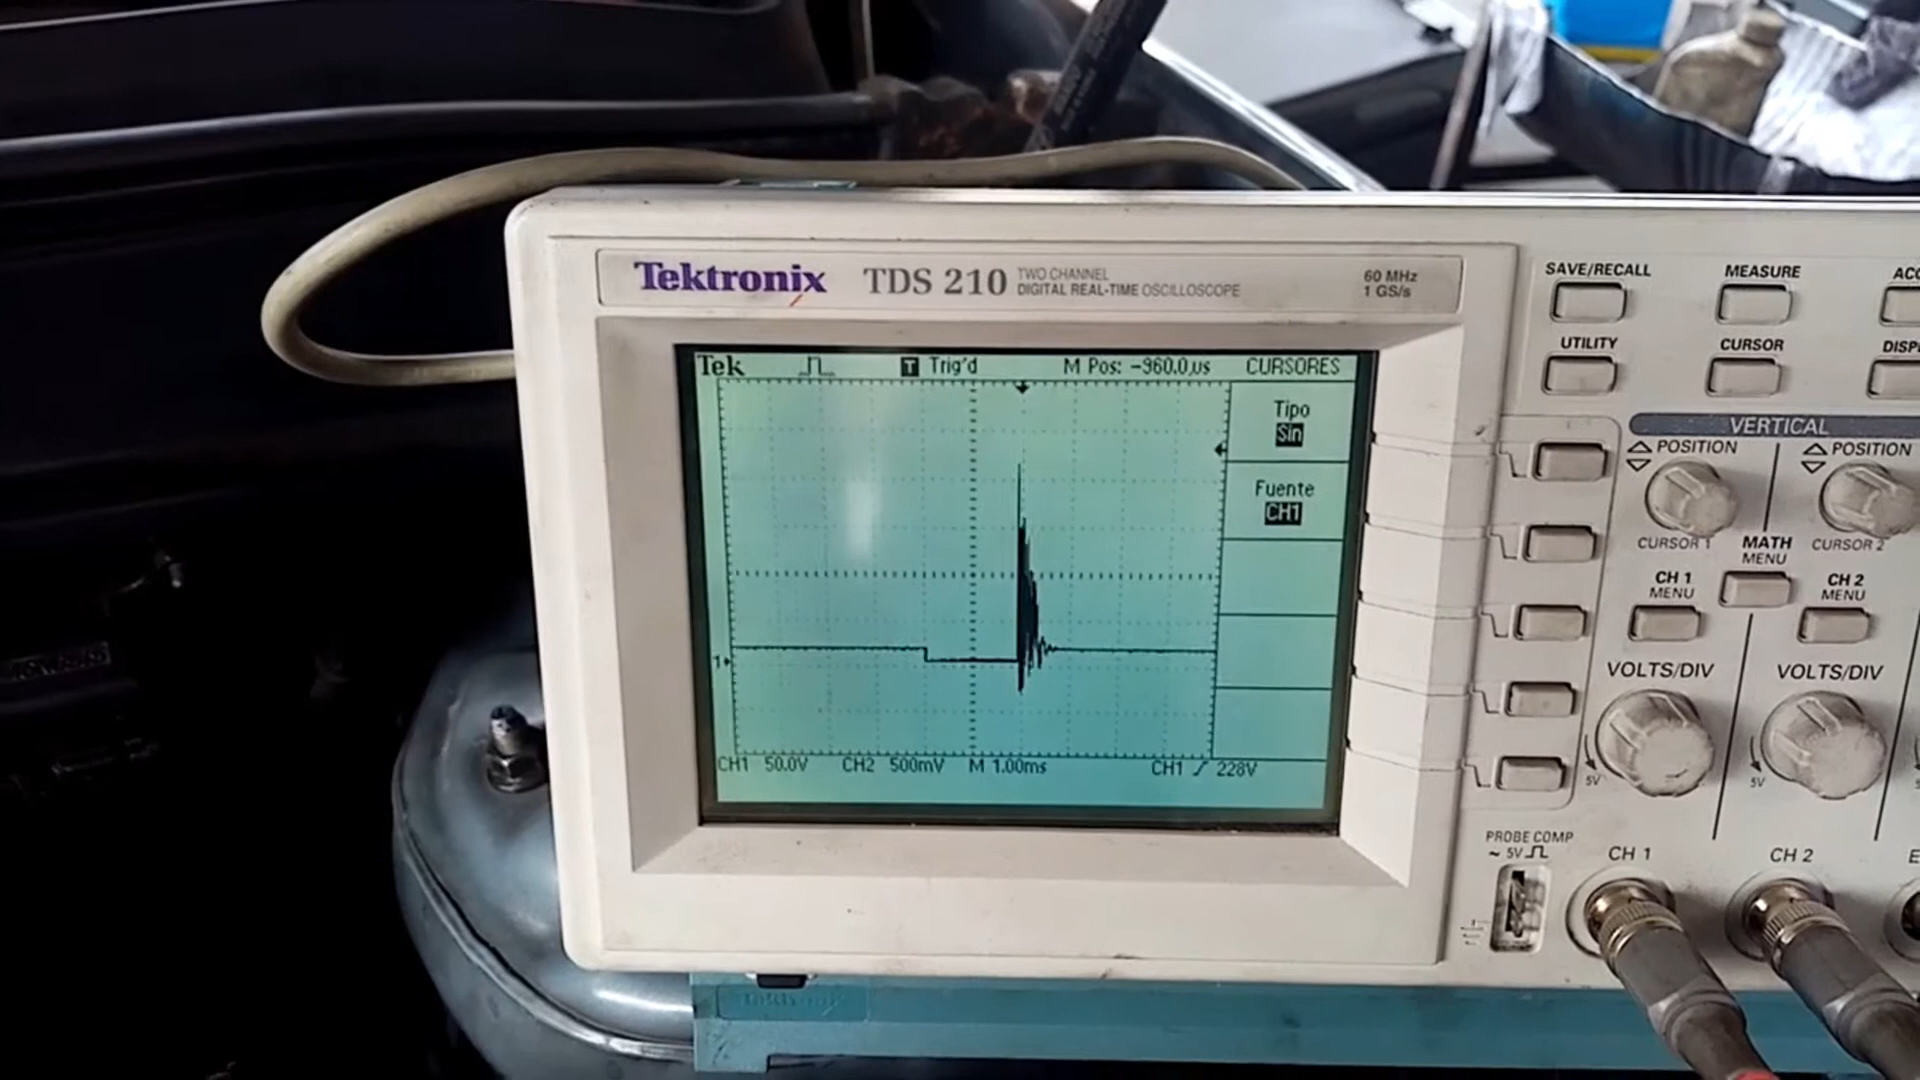 Tektronix TDS 210 TWO CHANNEL DIGITAL REAL-TIME OSCILLOSCOPE 60 MHz 1 GS/s
Tek Trig'd M Pos: -960.0µs CURSORES
Tipo
Sin
Fuente
CH1
1
CH1 50.0V CH2 500mV M 1.00ms CH1 228V
SAVE/RECALL MEASURE
UTILITY CURSOR
VERTICAL
POSITION POSITION
CURSOR 1 MATH MENU CURSOR 2
CH 1 MENU CH 2 MENU
VOLTS/DIV VOLTS/DIV
5V 5V
PROBE COMP
~ 5V
CH 1 CH 2